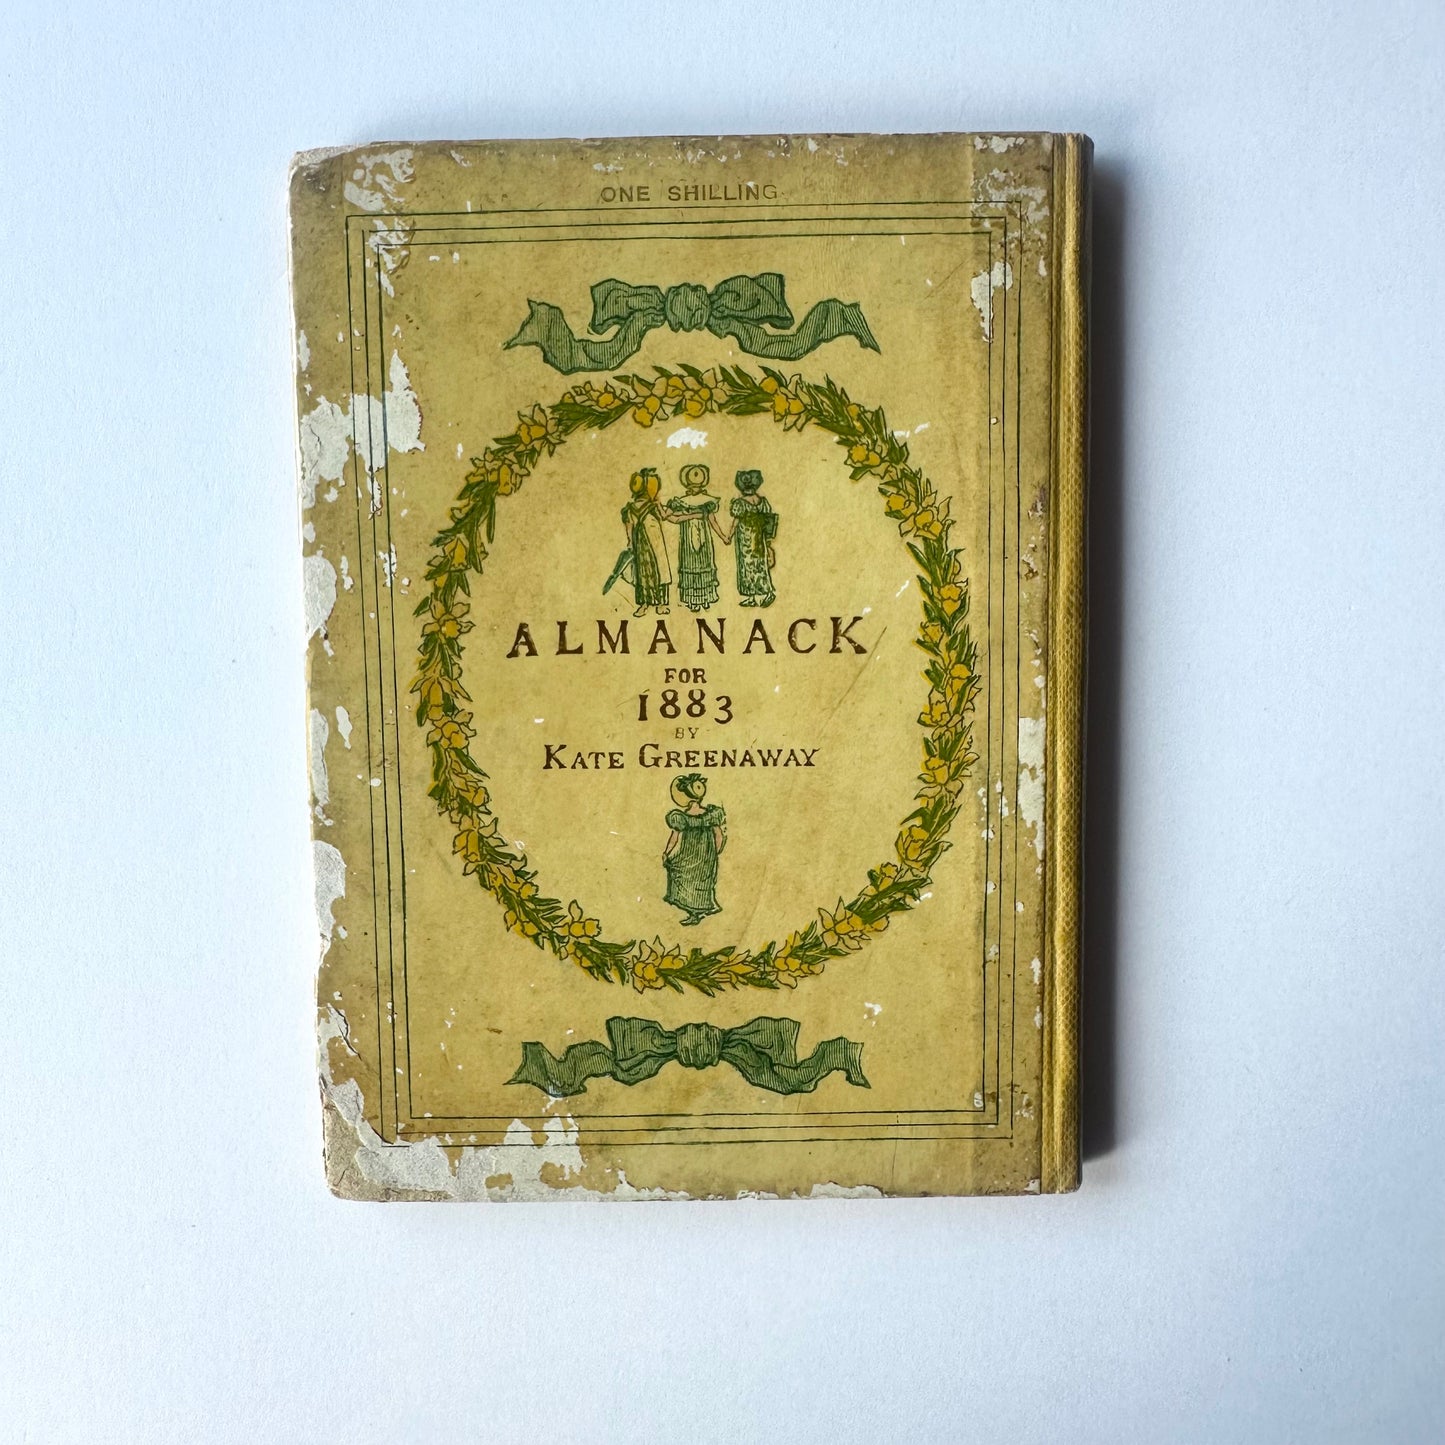 ONE SHILLING
ALMANACK
FOR
1883
BY
KATE GREENAWAY